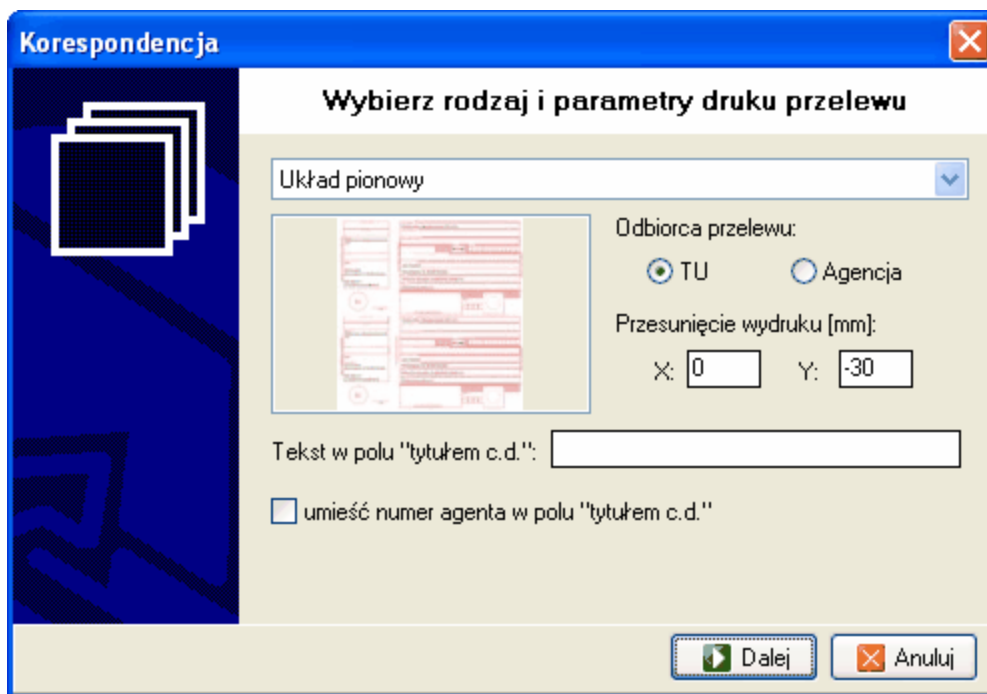 Korespondencja
Wybierz rodzaj i parametry druku przelewu
Układ pionowy
Odbiorca przelewu:
TU Agencja
Przesunięcie wydruku [mm]:
X: 0 Y: -30
Tekst w polu "tytułem c.d.":
umieść numer agenta w polu "tytułem c.d."
Dalej Anuluj